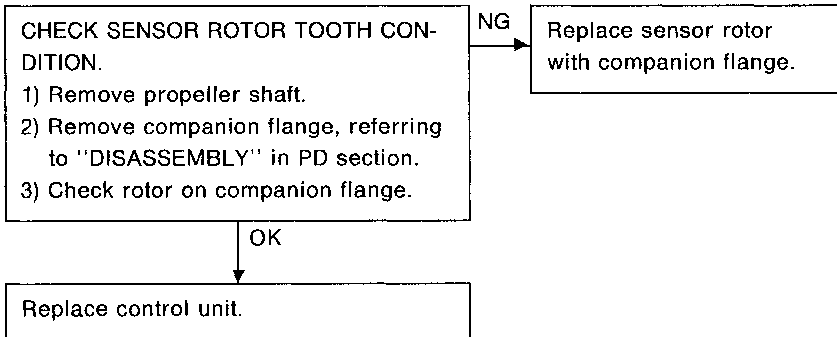 CHECK SENSOR ROTOR TOOTH CON-
DITION.
1) Remove propeller shaft.
2) Remove companion flange, referring
to "DISASSEMBLY" in PD section.
3) Check rotor on companion flange.
NG
Replace sensor rotor
with companion flange.
OK
Replace control unit.